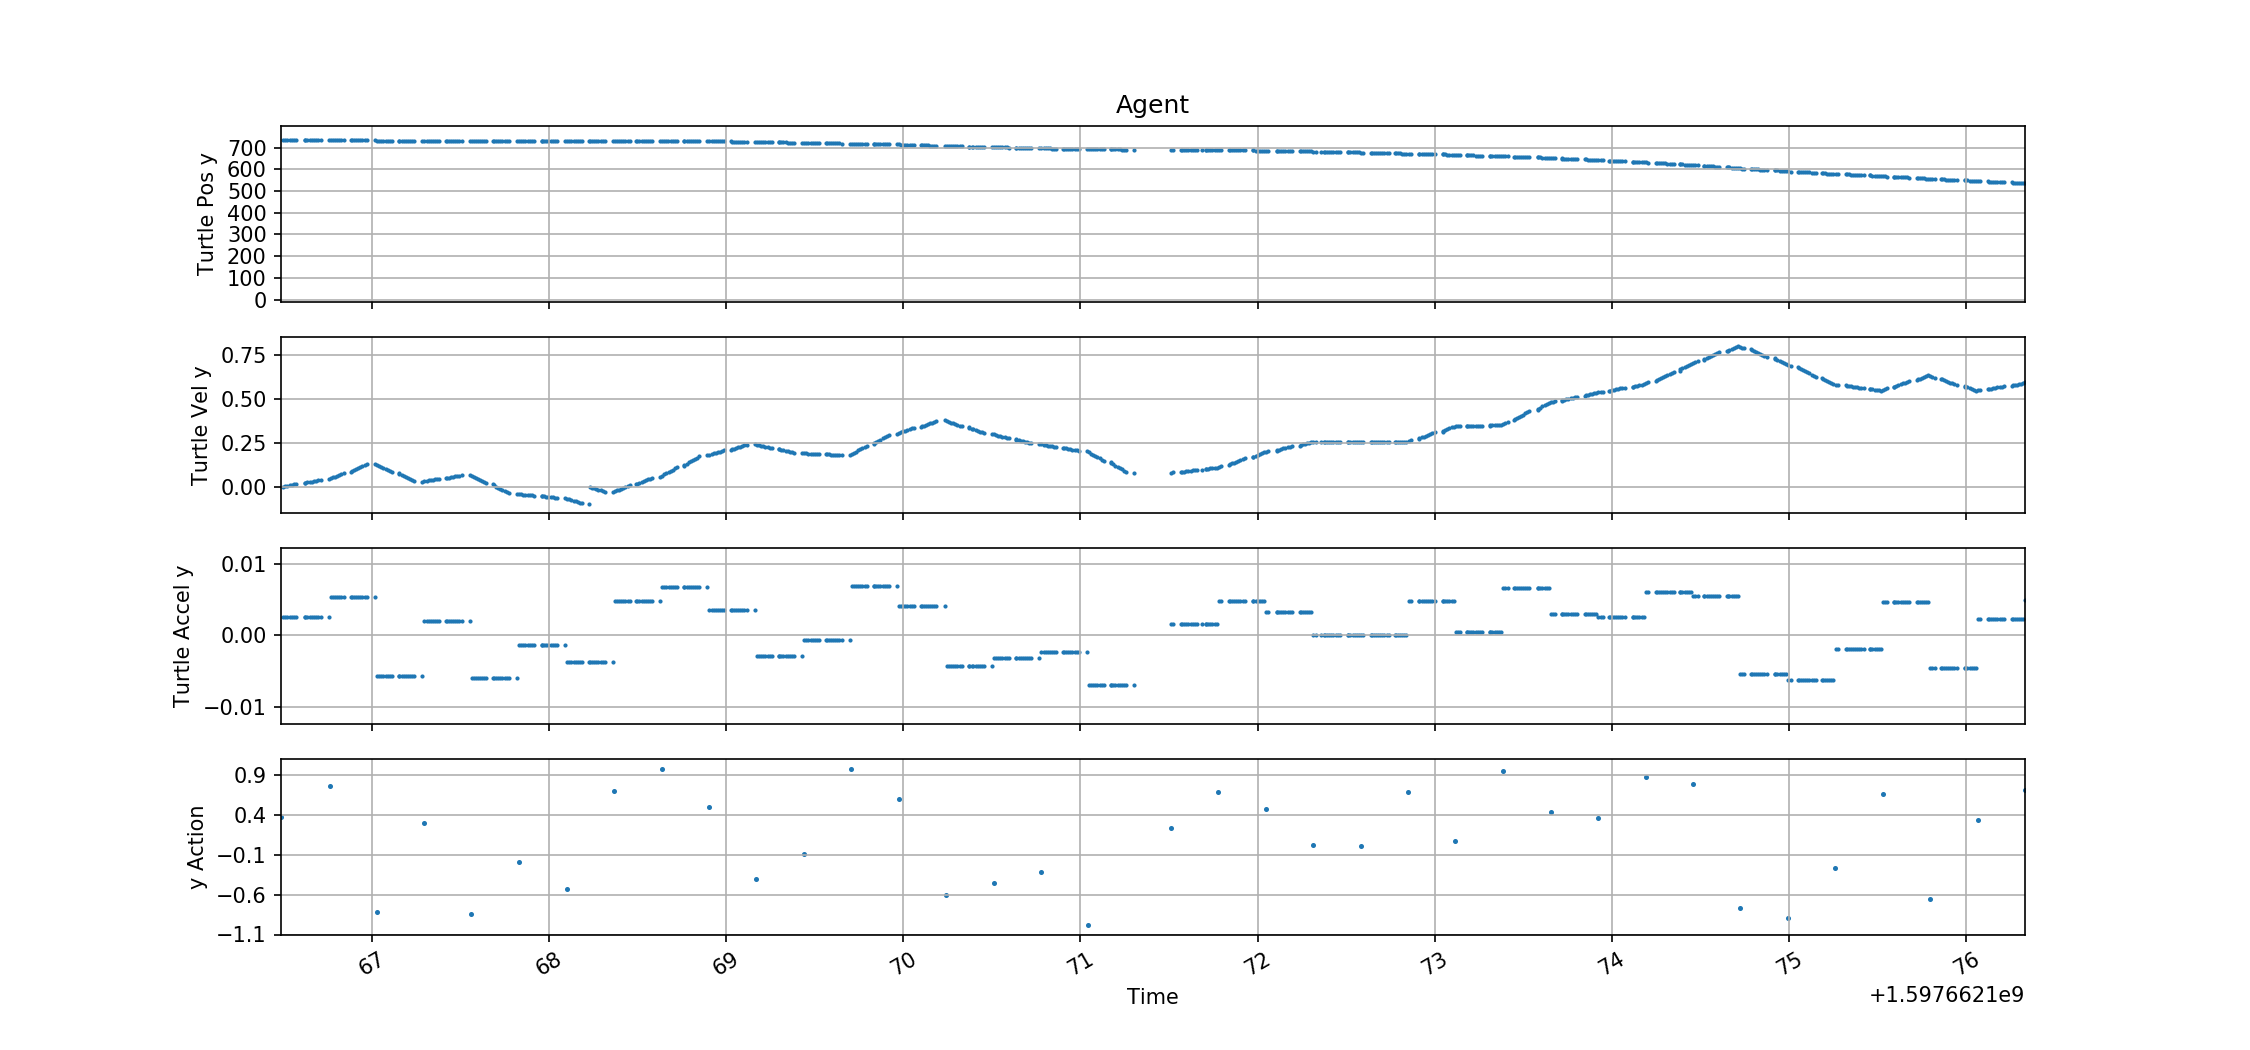 Agent
Turtle Pos y
700
600
500
400
300
200
100
0
Turtle Vel y
0.75
0.50
0.25
0.00
Turtle Accel y
0.01
0.00
−0.01
y Action
0.9
0.4
−0.1
−0.6
−1.1
67 68 69 70 71 72 73 74 75 76
Time
+1.5976621e9